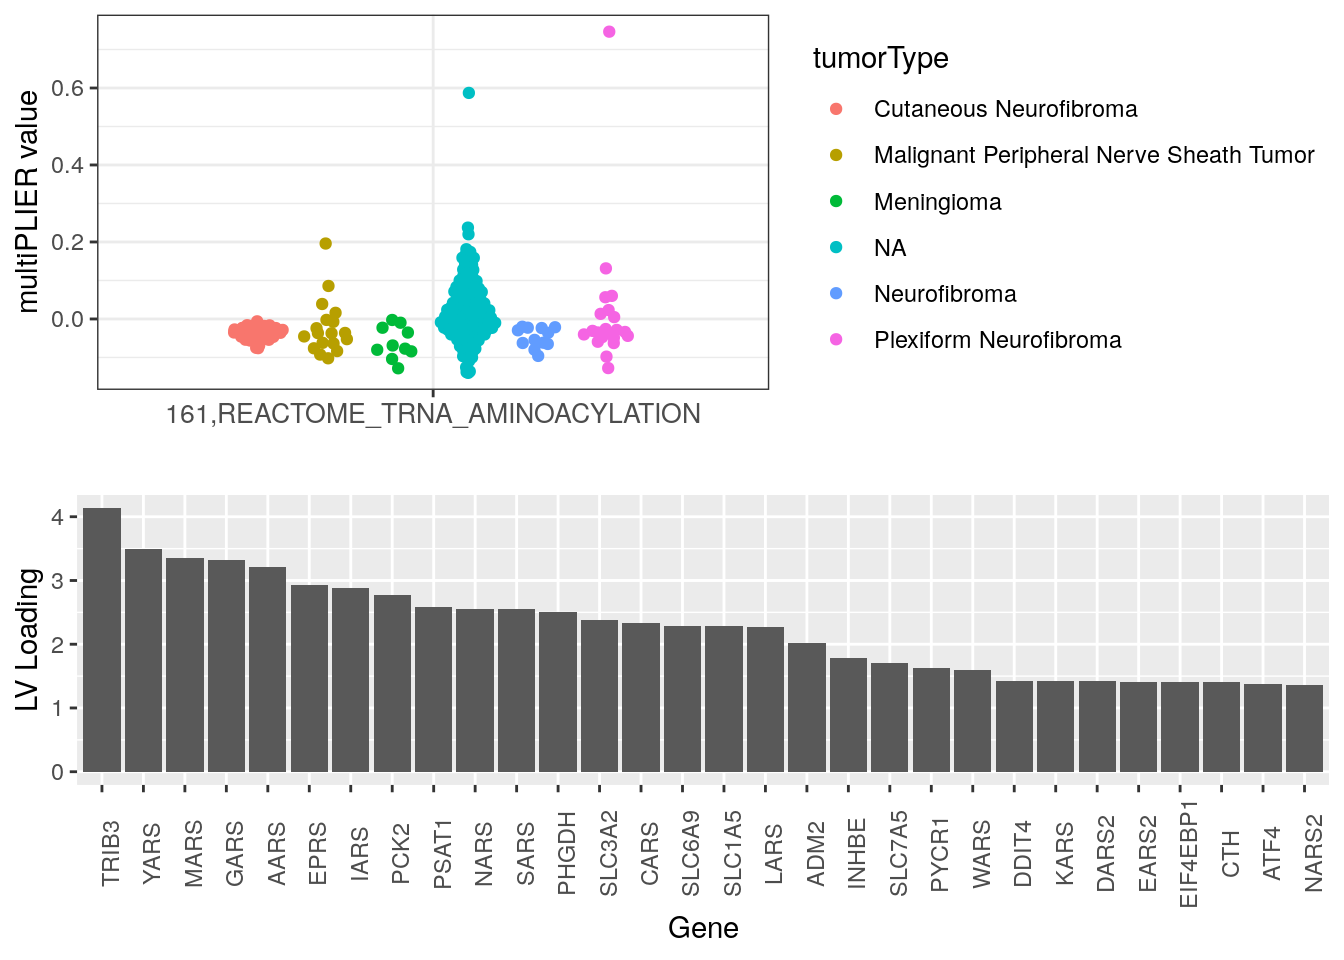 multiPLIER value
0.6
0.4
0.2
0.0
161,REACTOME_TRNA_AMINOACYLATION
tumorType
Cutaneous Neurofibroma
Malignant Peripheral Nerve Sheath Tumor
Meningioma
NA
Neurofibroma
Plexiform Neurofibroma
LV Loading
4
3
2
1
0
TRIB3
YARS
MARS
GARS
AARS
EPRS
IARS
PCK2
PSAT1
NARS
SARS
PHGDH
SLC3A2
CARS
SLC6A9
SLC1A5
LARS
ADM2
INHBE
SLC7A5
PYCR1
WARS
DDIT4
KARS
DARS2
EARS2
EIF4EBP1
CTH
ATF4
NARS2
Gene